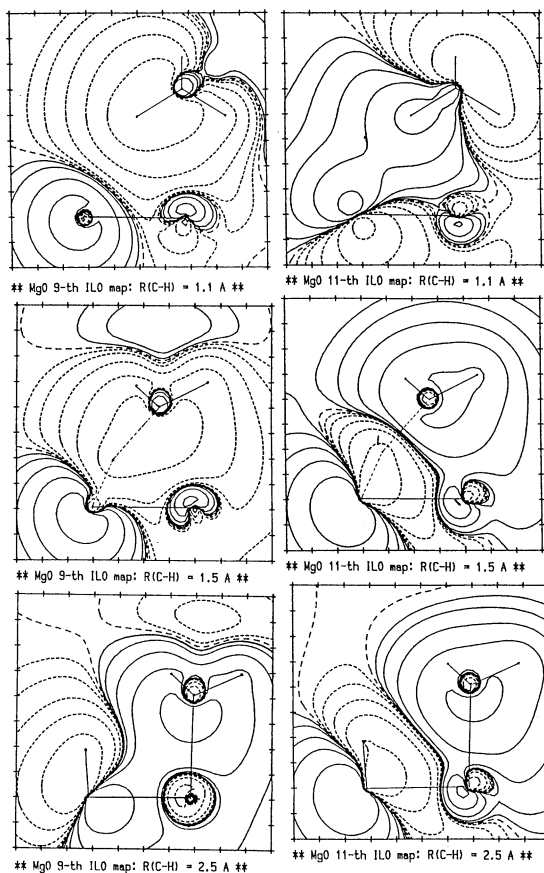 ** MgO 9-th ILO map: R(C-H) = 1.1 A **
** MgO 11-th ILO map: R(C-H) = 1.1 A **
** MgO 9-th ILO map: R(C-H) = 1.5 A **
** MgO 11-th ILO map: R(C-H) = 1.5 A **
** MgO 9-th ILO map: R(C-H) = 2.5 A **
** MgO 11-th ILO map: R(C-H) = 2.5 A **